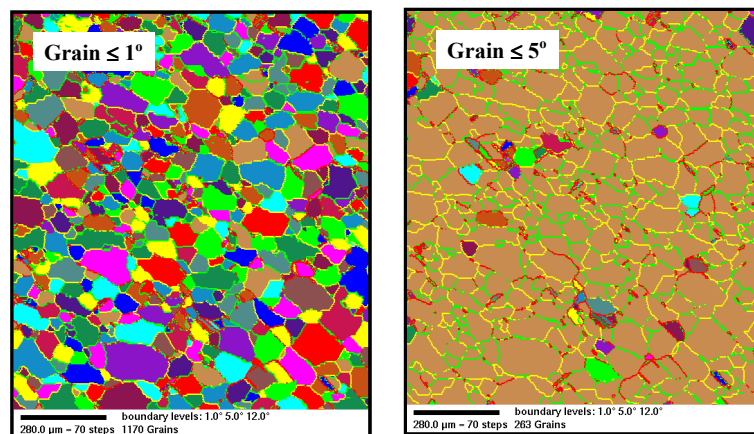 Grain ≤ 1º
boundary levels: 1.0° 5.0° 12.0°
280.0 µm – 70 steps 1170 Grains
Grain ≤ 5º
boundary levels: 1.0° 5.0° 12.0°
280.0 µm – 70 steps 263 Grains